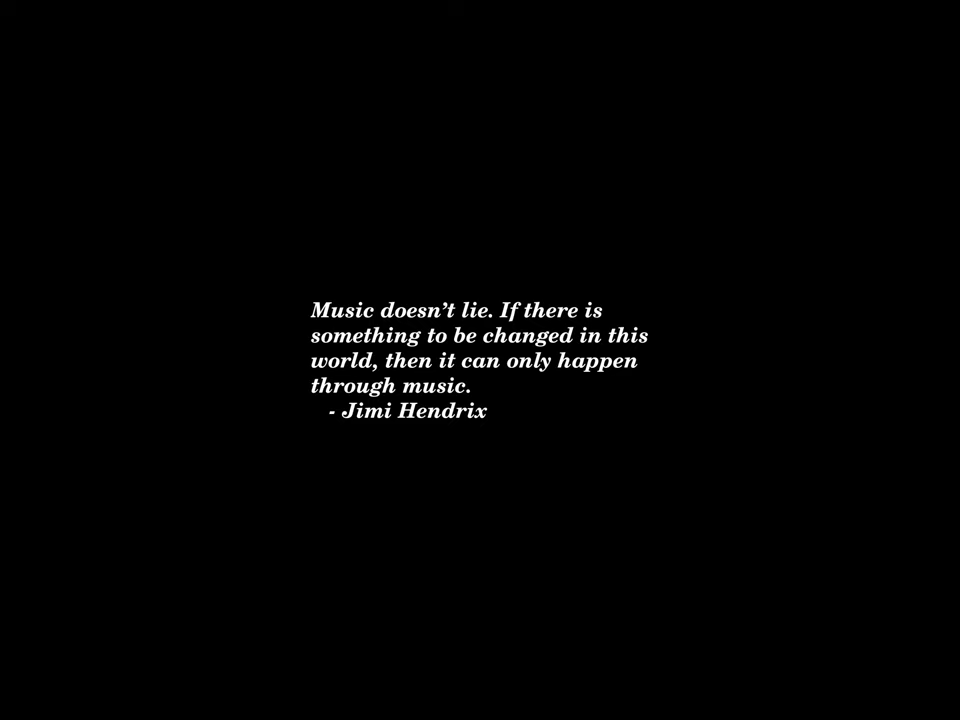 Music doesn’t lie. If there is
something to be changed in this
world, then it can only happen
through music.
- Jimi Hendrix